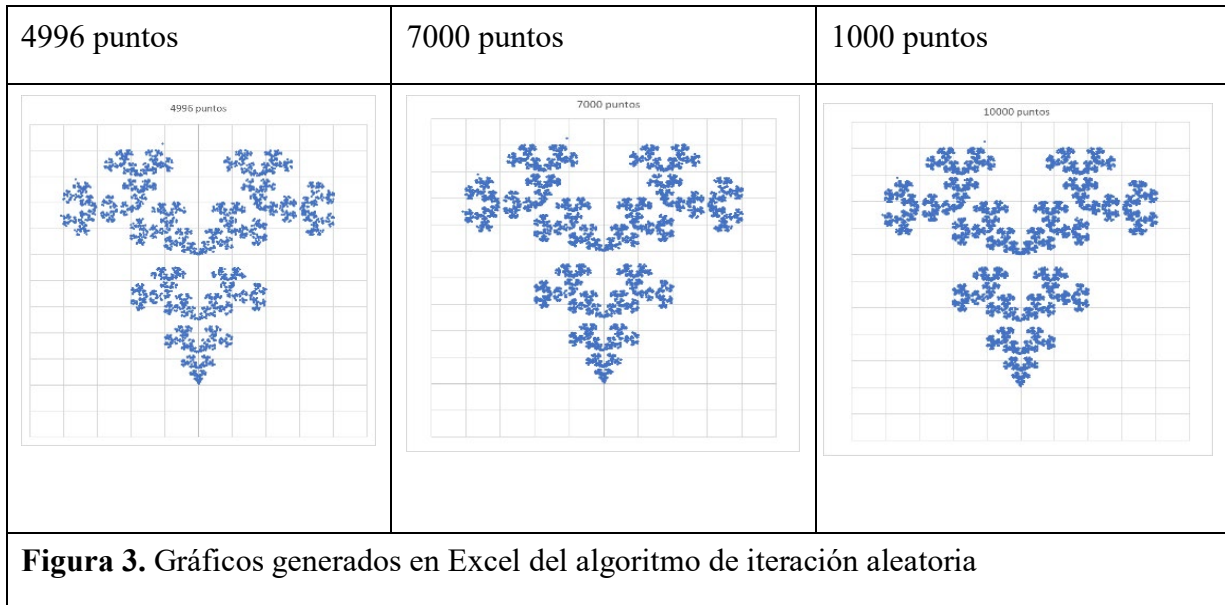 4996 puntos
7000 puntos
1000 puntos
4996 puntos
7000 puntos
10000 puntos
Figura 3. Gráficos generados en Excel del algoritmo de iteración aleatoria